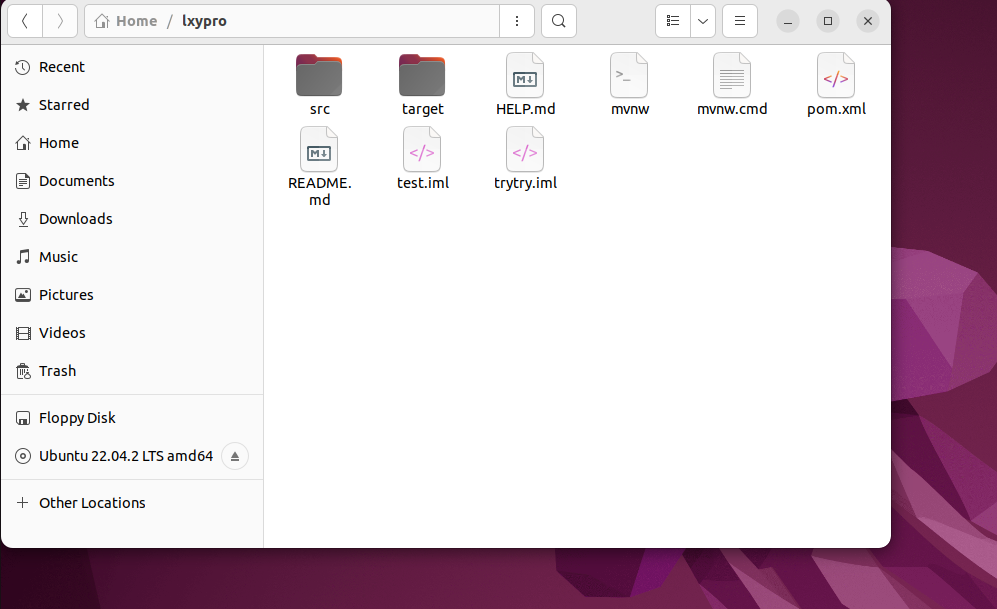 Home / lxypro
Recent
Starred
Home
Documents
Downloads
Music
Pictures
Videos
Trash
Floppy Disk
Ubuntu 22.04.2 LTS amd64
Other Locations
src
target
HELP.md
mvnw
mvnw.cmd
pom.xml
README.
md
test.iml
trytry.iml